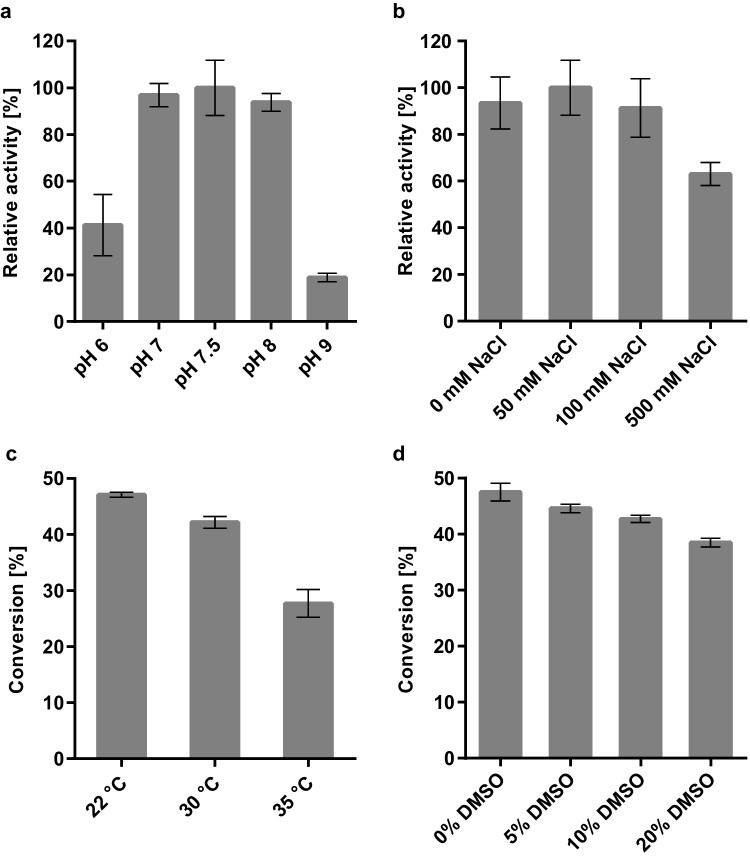 a
Relative activity [%]
120
100
80
60
40
20
0
pH 6
pH 7
pH 7.5
pH 8
pH 9
b
Relative activity [%]
120
100
80
60
40
20
0
0 mM NaCl
50 mM NaCl
100 mM NaCl
500 mM NaCl
c
Conversion [%]
50
40
30
20
10
0
22 °C
30 °C
35 °C
d
Conversion [%]
50
40
30
20
10
0
0% DMSO
5% DMSO
10% DMSO
20% DMSO